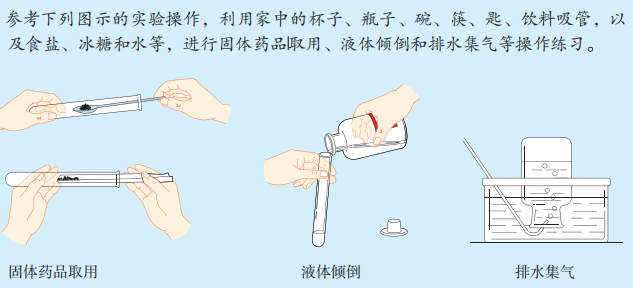 参考下列图示的实验操作，利用家中的杯子、瓶子、碗、筷、匙、饮料吸管，以
及食盐、冰糖和水等，进行固体药品取用、液体倾倒和排水集气等操作练习。
固体药品取用
液体倾倒
排水集气